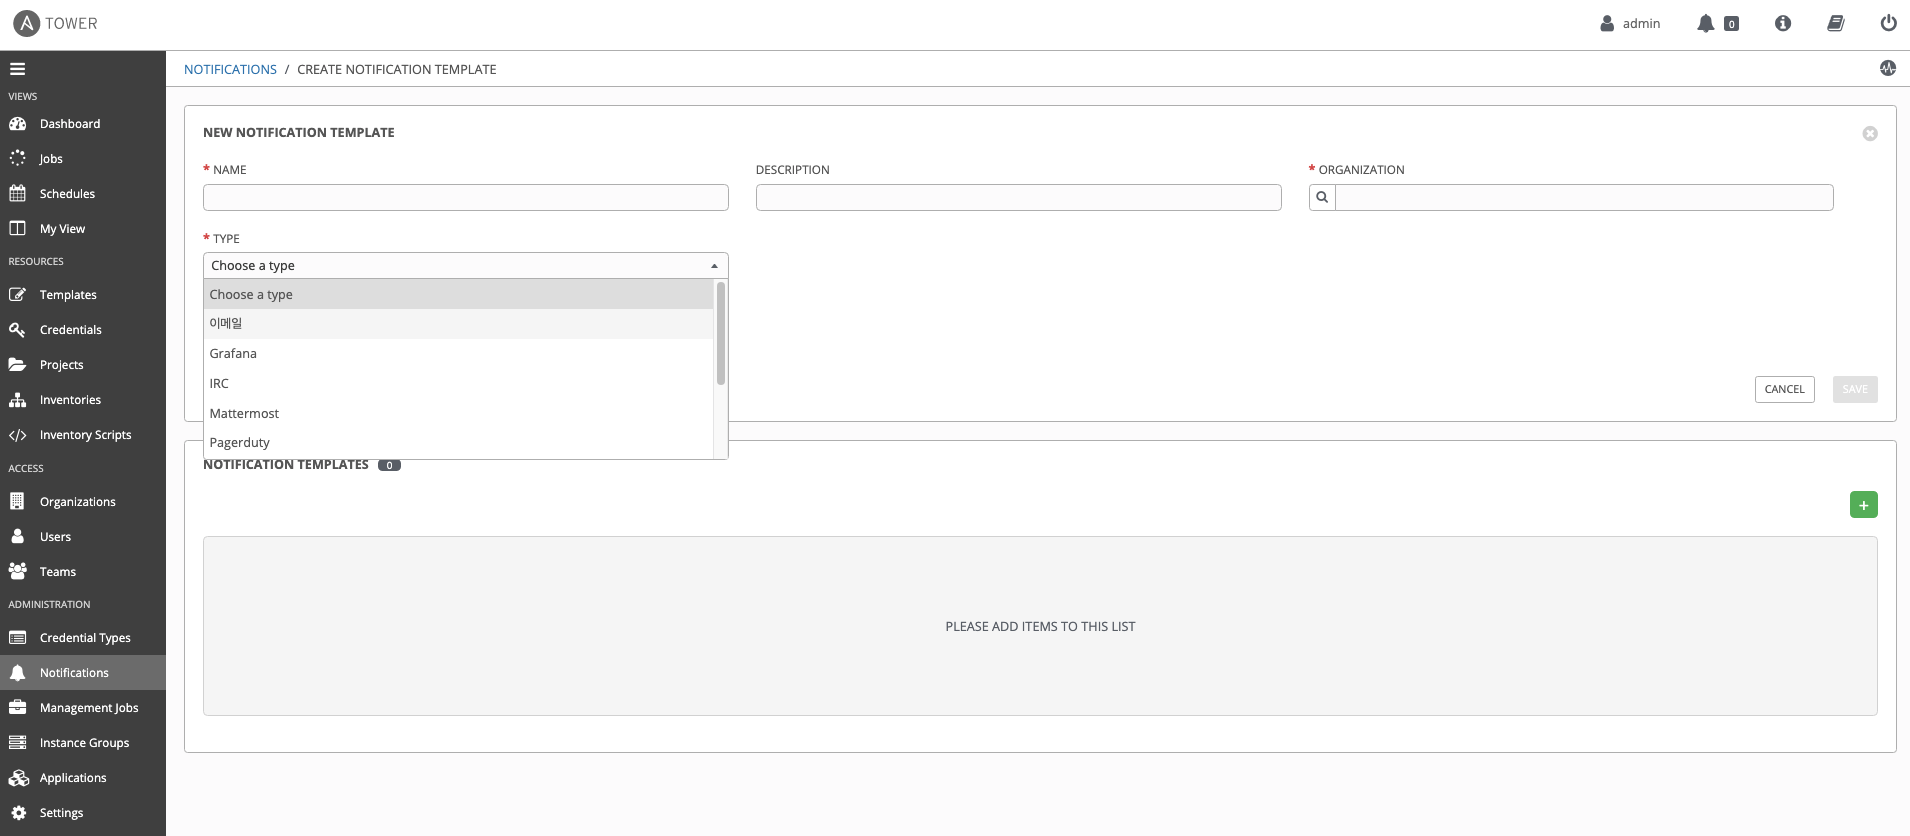 A TOWER
admin
0
VIEWS
Dashboard
Jobs
Schedules
My View
RESOURCES
Templates
Credentials
Projects
Inventories
Inventory Scripts
ACCESS
Organizations
Users
Teams
ADMINISTRATION
Credential Types
Notifications
Management Jobs
Instance Groups
Applications
Settings
NOTIFICATIONS / CREATE NOTIFICATION TEMPLATE
NEW NOTIFICATION TEMPLATE
* NAME
DESCRIPTION
* ORGANIZATION
* TYPE
Choose a type
Choose a type
이메일
Grafana
IRC
Mattermost
Pagerduty
CANCEL
SAVE
NOTIFICATION TEMPLATES 0
+
PLEASE ADD ITEMS TO THIS LIST